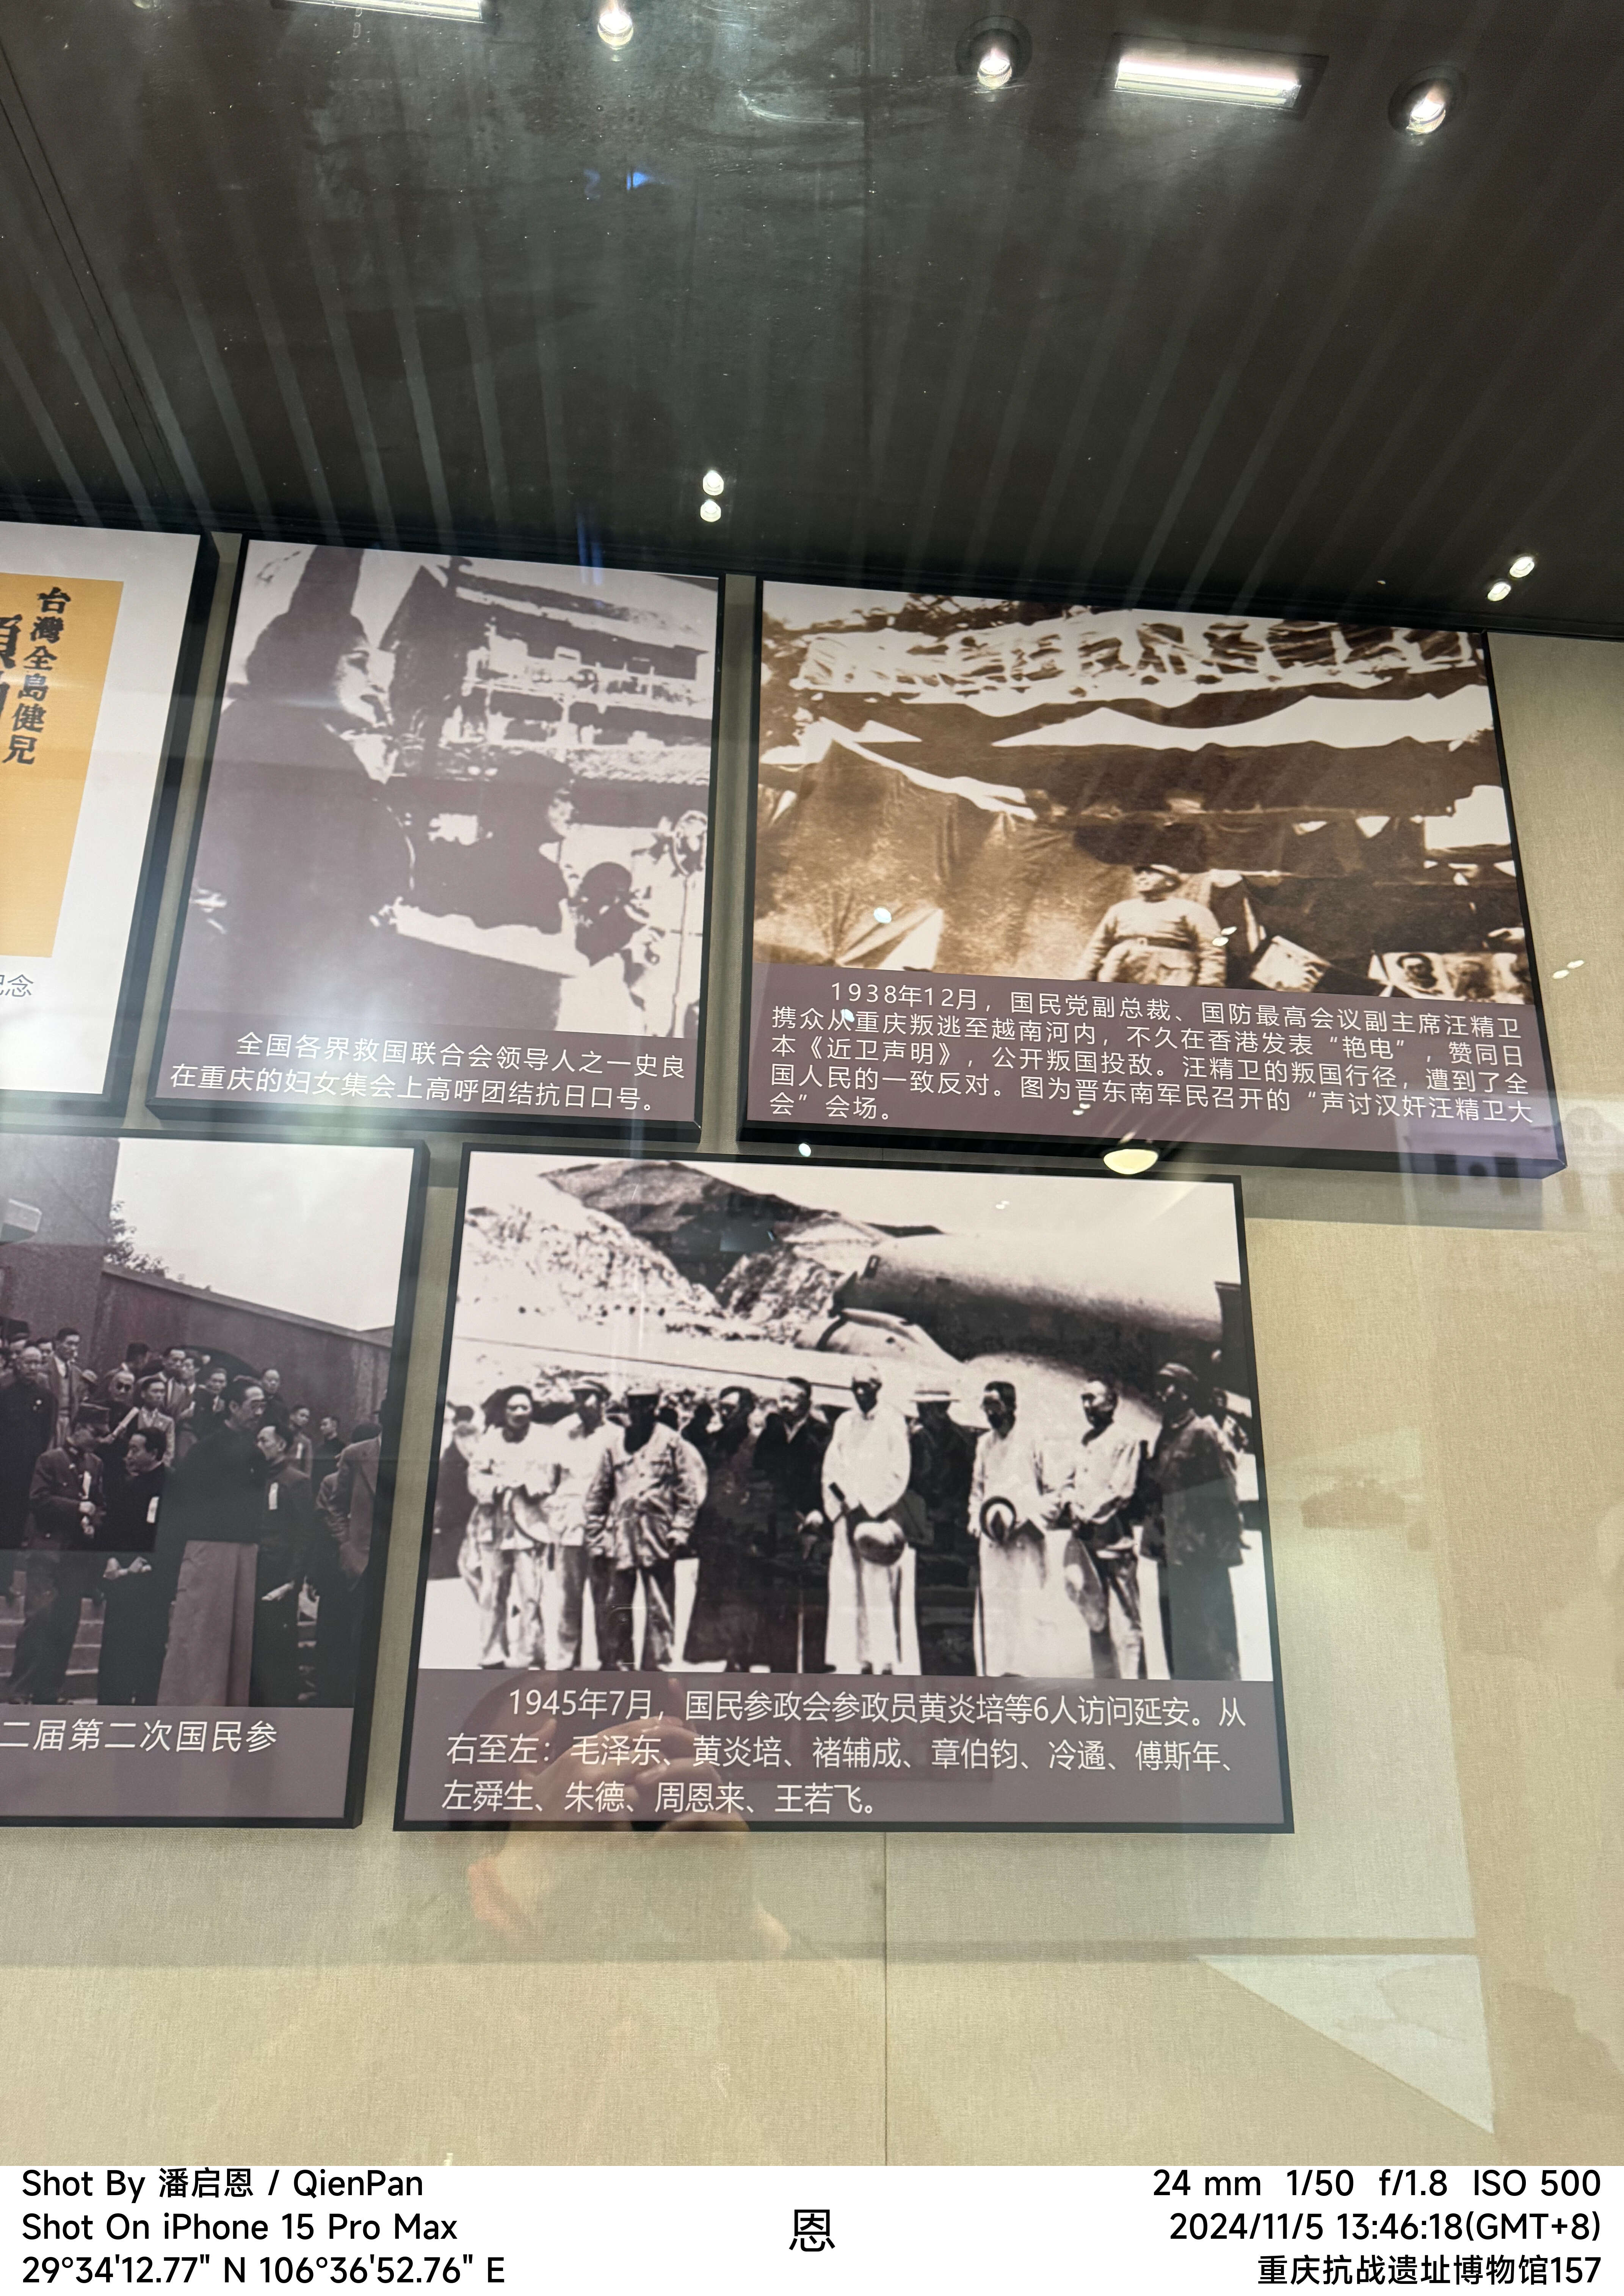 台灣全島健兒
纪念
全国各界救国联合会领导人之一史良
在重庆的妇女集会上高呼团结抗日口号。
1938年12月，国民党副总裁、国防最高会议副主席汪精卫
携众从重庆叛逃至越南河内，不久在香港发表“艳电”，赞同日
本《近卫声明》，公开叛国投敌。汪精卫的叛国行径，遭到了全
国人民的一致反对。图为晋东南军民召开的“声讨汉奸汪精卫大
会”会场。
二届第二次国民参
1945年7月，国民参政会参政员黄炎培等6人访问延安。从
右至左：毛泽东、黄炎培、褚辅成、章伯钧、冷遹、傅斯年、
左舜生、朱德、周恩来、王若飞。
Shot By 潘启恩 / QienPan
Shot On iPhone 15 Pro Max
29°34'12.77" N 106°36'52.76" E
恩
24 mm 1/50 f/1.8 ISO 500
2024/11/5 13:46:18(GMT+8)
重庆抗战遗址博物馆157